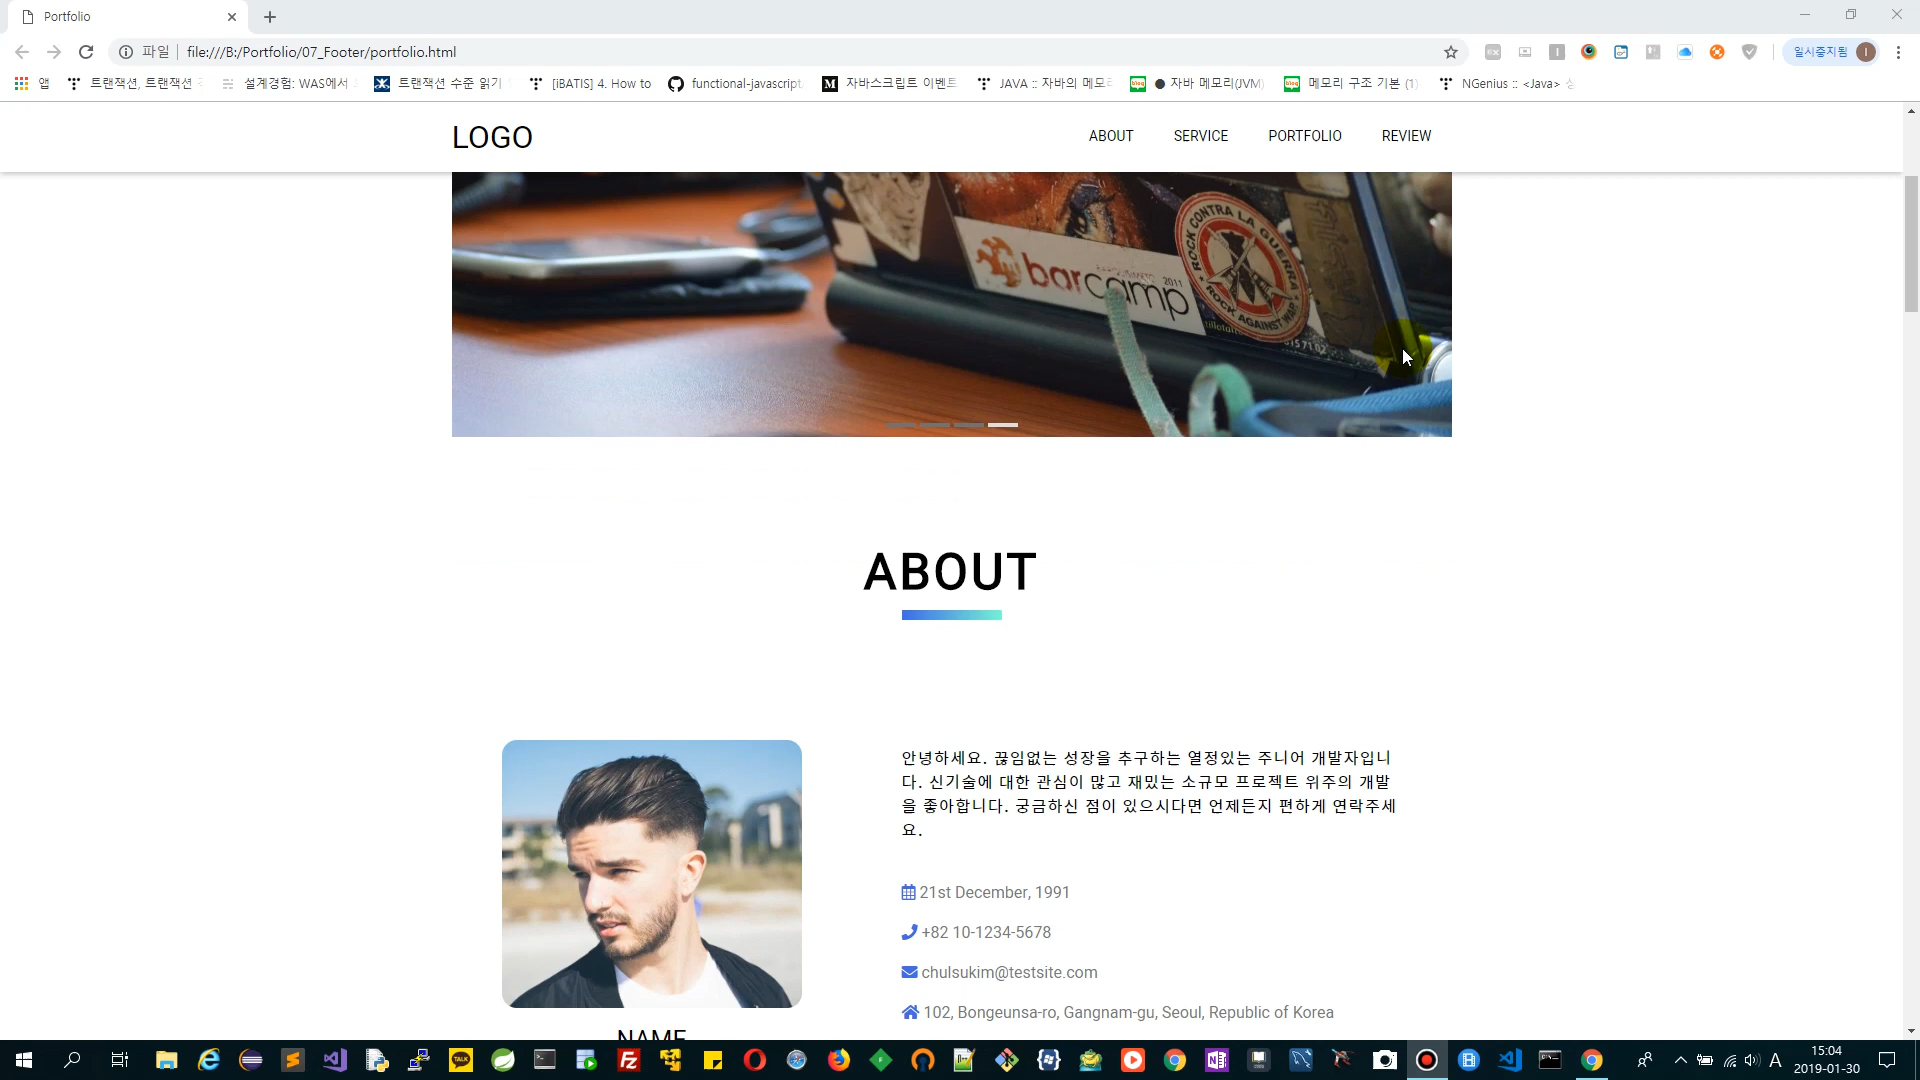 Portfolio
파일 file:///B:/Portfolio/07_Footer/portfolio.html
일시중지됨 I
앱 트랜잭션, 트랜잭션 설계경험: WAS에서 트랜잭션 수준 읽기 [iBATIS] 4. How to functional-javascript 자바스크립트 이벤트 JAVA :: 자바의 메모리 ● 자바 메모리(JVM) 메모리 구조 기본 (1) NGenius :: <Java>
LOGO ABOUT SERVICE PORTFOLIO REVIEW
ROCK CONTRA LA GUERRA
ROCK AGAINST WAR
2011
barcamp
ABOUT
안녕하세요. 끊임없는 성장을 추구하는 열정있는 주니어 개발자입니
다. 신기술에 대한 관심이 많고 재밌는 소규모 프로젝트 위주의 개발
을 좋아합니다. 궁금하신 점이 있으시다면 언제든지 편하게 연락주세
요.
21st December, 1991
+82 10-1234-5678
chulsukim@testsite.com
102, Bongeunsa-ro, Gangnam-gu, Seoul, Republic of Korea
NAME
A 15:04
2019-01-30